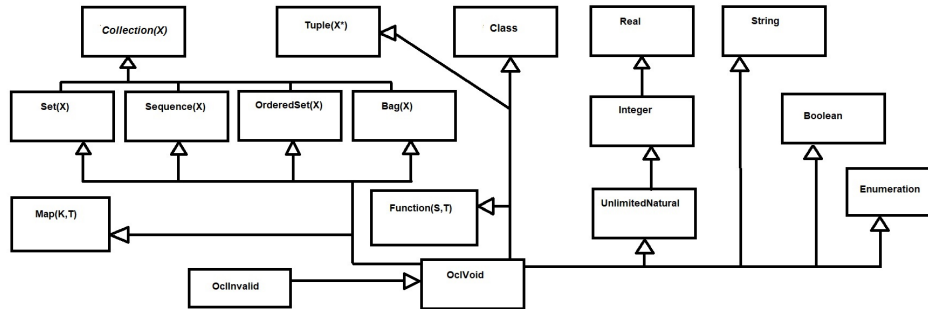 Collection(X)
Tuple(X*)
Class
Real
String
Set(X)
Sequence(X)
OrderedSet(X)
Bag(X)
Integer
Boolean
Map(K,T)
Function(S,T)
UnlimitedNatural
Enumeration
OclInvalid
OclVoid